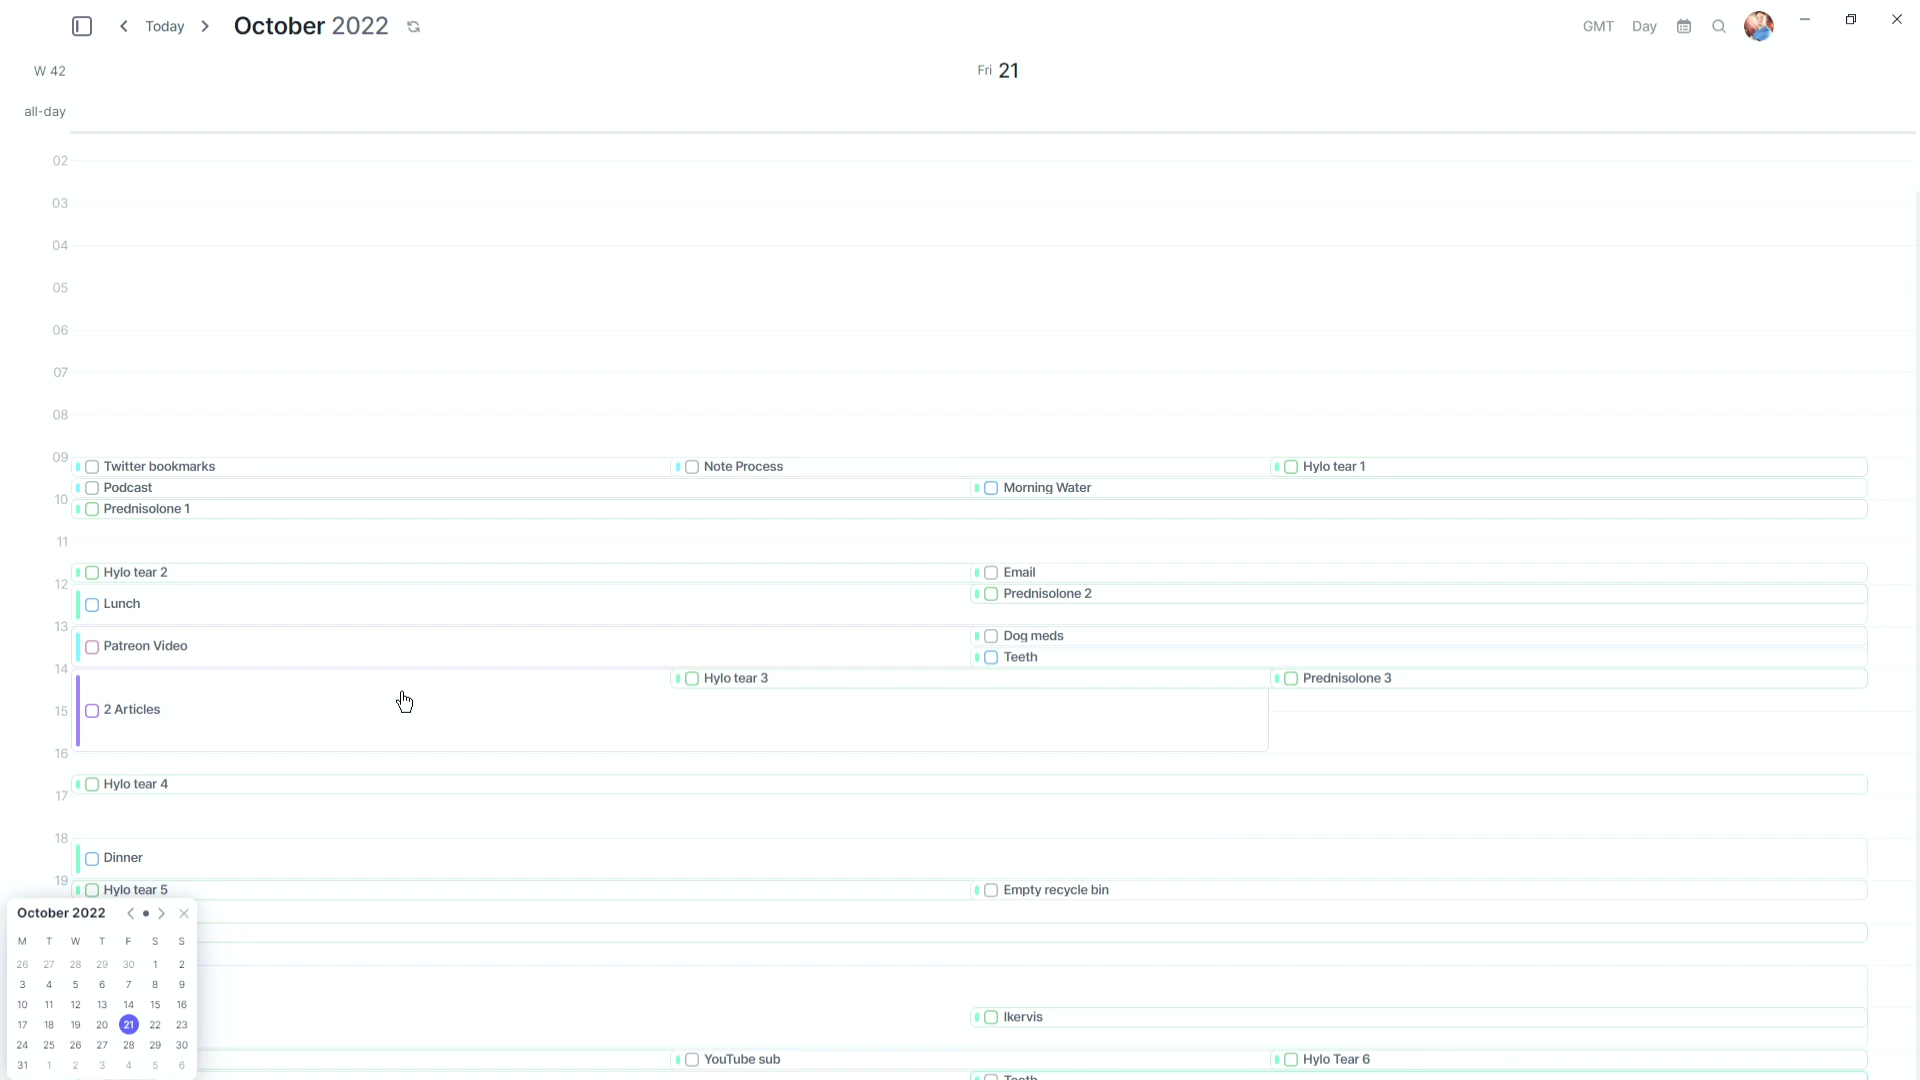 Today October 2022 GMT Day
W 42 Fri 21
all-day
02
03
04
05
06
07
08
09
Twitter bookmarks Note Process Hylo tear 1
Podcast Morning Water
10
Prednisolone 1
11
Hylo tear 2 Email
12
Prednisolone 2
Lunch
13
Dog meds
Patreon Video
Teeth
14
Hylo tear 3 Prednisolone 3
15
2 Articles
16
Hylo tear 4
17
18
Dinner
19
Hylo tear 5 Empty recycle bin
October 2022
M T W T F S S
26 27 28 29 30 1 2
3 4 5 6 7 8 9
10 11 12 13 14 15 16
Ikervis
17 18 19 20 21 22 23
24 25 26 27 28 29 30
YouTube sub Hylo Tear 6
31 1 2 3 4 5 6